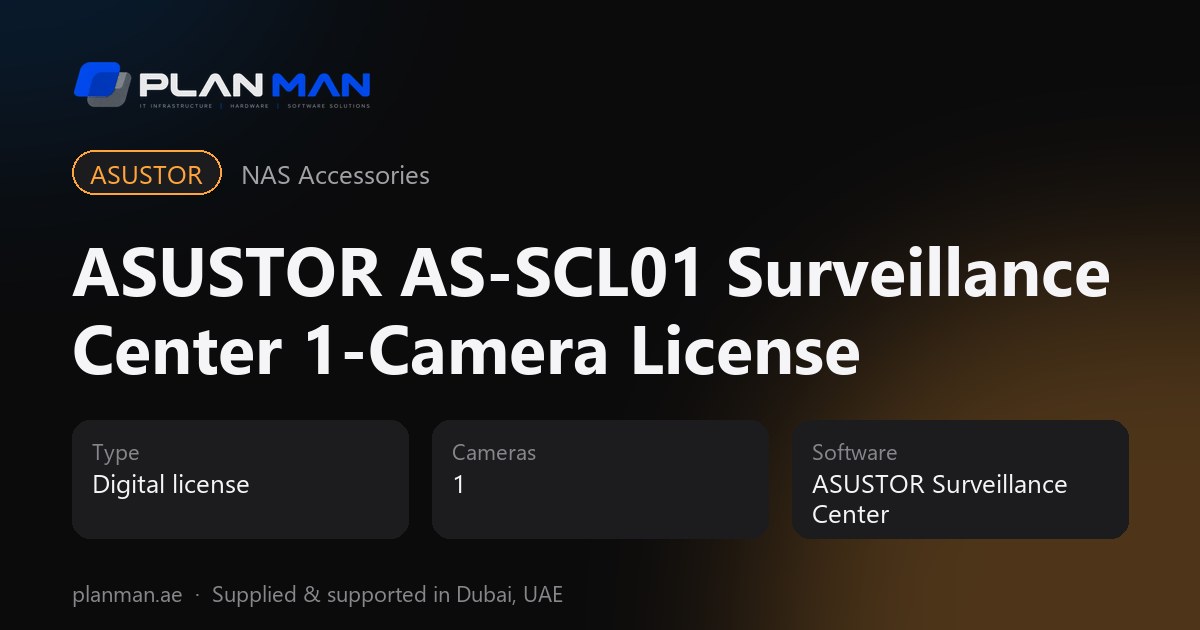 PLAN MAN
IT INFRASTRUCTURE | HARDWARE | SOFTWARE SOLUTIONS
ASUSTOR NAS Accessories
ASUSTOR AS-SCL01 Surveillance
Center 1-Camera License
Type
Digital license
Cameras
1
Software
ASUSTOR Surveillance
Center
planman.ae · Supplied & supported in Dubai, UAE